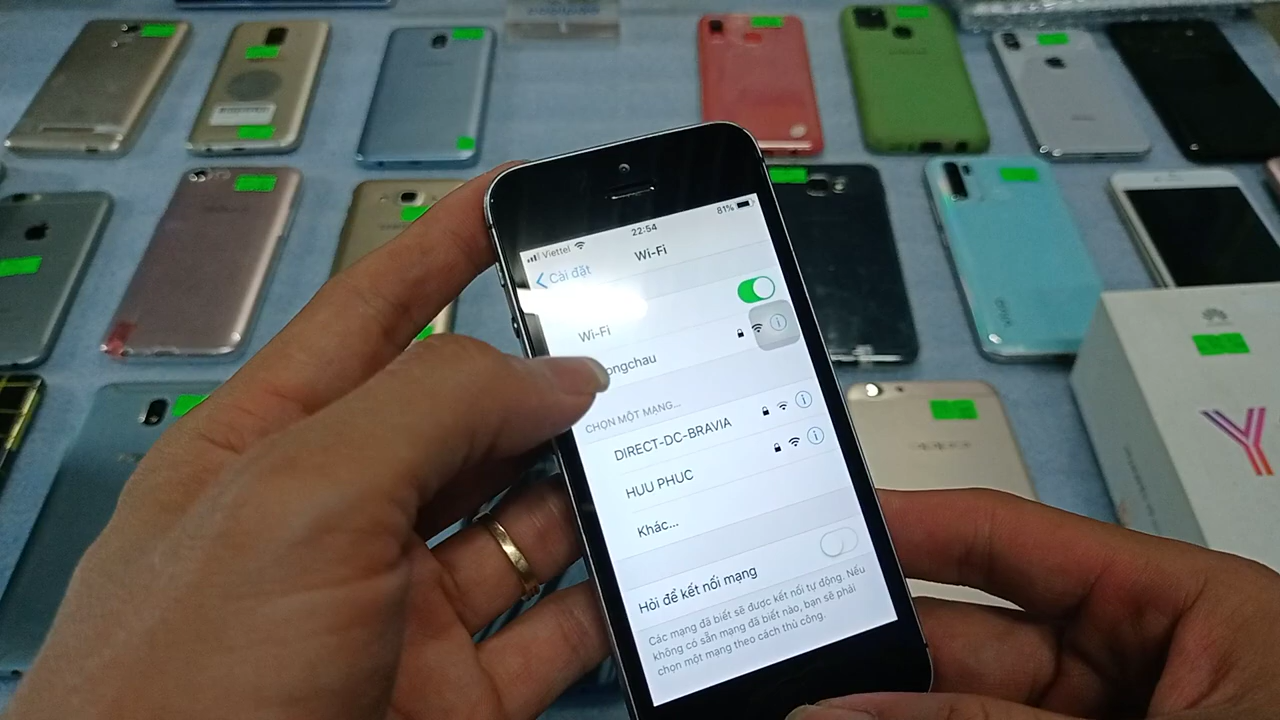 Viettel
22:54
81%
Cài đặt
Wi-Fi
Wi-Fi
ongchau
CHỌN MỘT MẠNG...
DIRECT-DC-BRAVIA
HUU PHUC
Khác...
Hỏi để kết nối mạng
Các mạng đã biết sẽ được kết nối tự động. Nếu
không có sẵn mạng đã biết nào, bạn sẽ phải
chọn một mạng theo cách thủ công.
vivo
Y